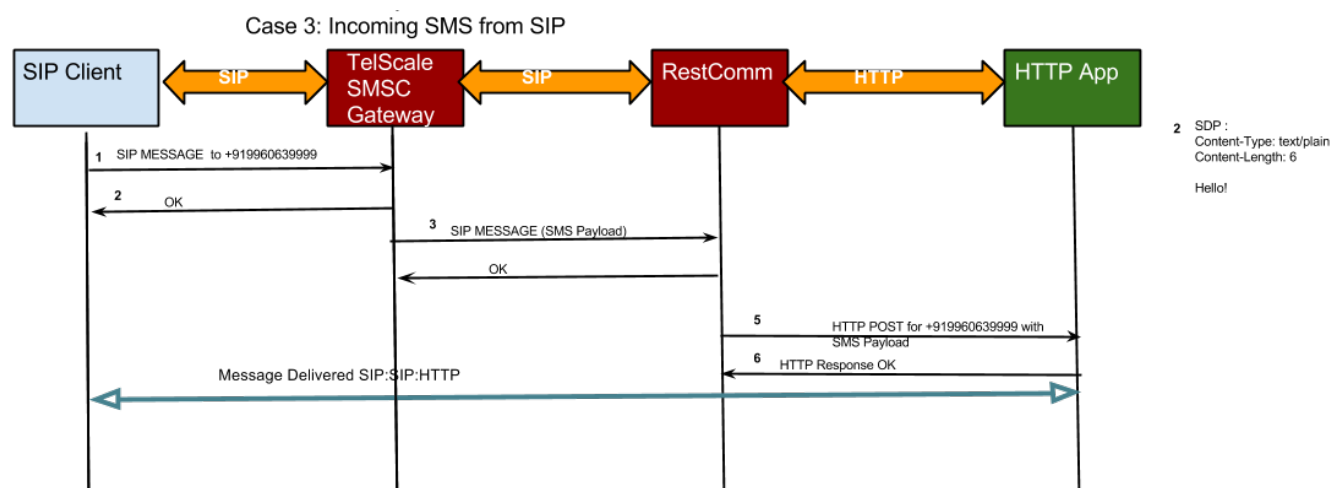 Case 3: Incoming SMS from SIP
SIP Client
SIP
TelScale
SMSC
Gateway
SIP
RestComm
HTTP
HTTP App
2 SDP :
Content-Type: text/plain
Content-Length: 6
Hello!
1 SIP MESSAGE to +919960639999
2 OK
3 SIP MESSAGE (SMS Payload)
OK
5 HTTP POST for +919960639999 with
SMS Payload
6 HTTP Response OK
Message Delivered SIP:SIP:HTTP